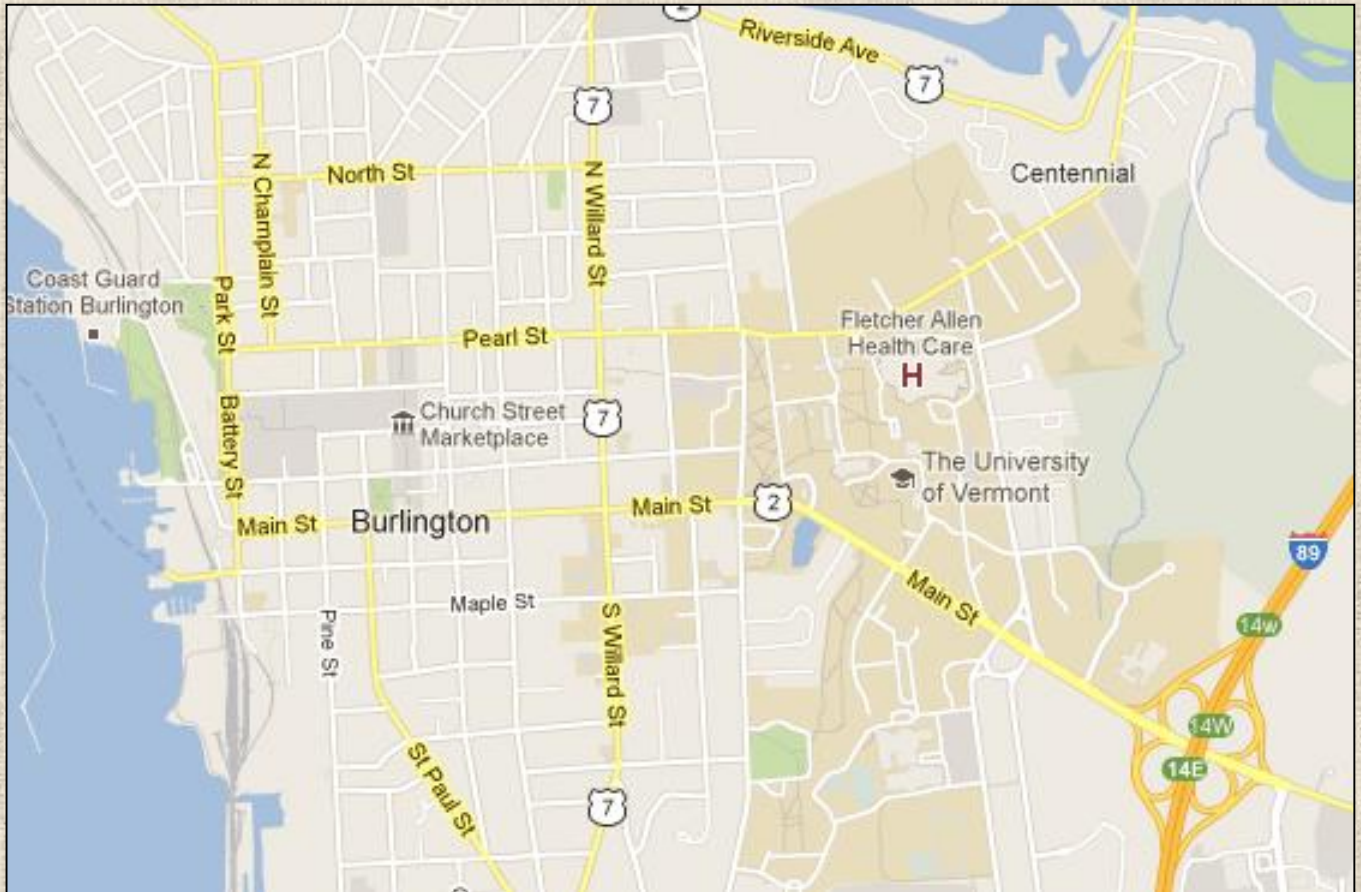 2
Riverside Ave
7
7
Centennial
North St
N Champlain St
N Willard St
Coast Guard
Station Burlington
Park St
Pearl St
Fletcher Allen
Health Care
H
Battery St
Church Street
Marketplace
7
The University
of Vermont
Main St
Burlington
Main St
2
89
Main St
Maple St
Pine St
S Willard St
14w
14W
14E
St Paul St
7